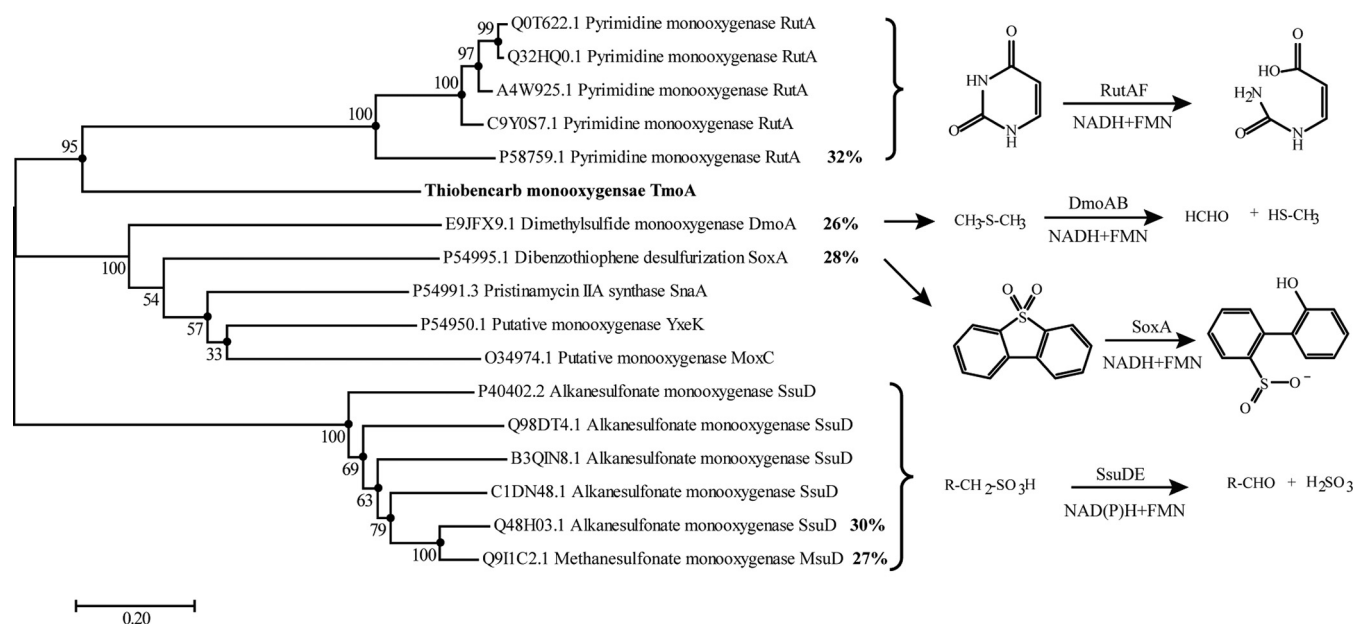 99
Q0T622.1 Pyrimidine monooxygenase RutA
97
Q32HQ0.1 Pyrimidine monooxygenase RutA
100
A4W925.1 Pyrimidine monooxygenase RutA
100
C9Y0S7.1 Pyrimidine monooxygenase RutA
95
P58759.1 Pyrimidine monooxygenase RutA 32%
O
HN
O
N
H
RutAF
NADH+FMN
O
HO
H2N
O
N
H
Thiobencarb monooxygensae TmoA
E9JFX9.1 Dimethylsulfide monooxygenase DmoA 26%
CH3-S-CH3
DmoAB
NADH+FMN
HCHO + HS-CH3
100
P54995.1 Dibenzothiophene desulfurization SoxA 28%
54
P54991.3 Pristinamycin IIA synthase SnaA
57
P54950.1 Putative monooxygenase YxeK
33
O34974.1 Putative monooxygenase MoxC
O O
S
SoxA
NADH+FMN
HO
S
O
O−
P40402.2 Alkanesulfonate monooxygenase SsuD
100
Q98DT4.1 Alkanesulfonate monooxygenase SsuD
69
B3QIN8.1 Alkanesulfonate monooxygenase SsuD
63
C1DN48.1 Alkanesulfonate monooxygenase SsuD
79
Q48H03.1 Alkanesulfonate monooxygenase SsuD 30%
100
Q9I1C2.1 Methanesulfonate monooxygenase MsuD 27%
R-CH2-SO3H
SsuDE
NAD(P)H+FMN
R-CHO + H2SO3
0.20